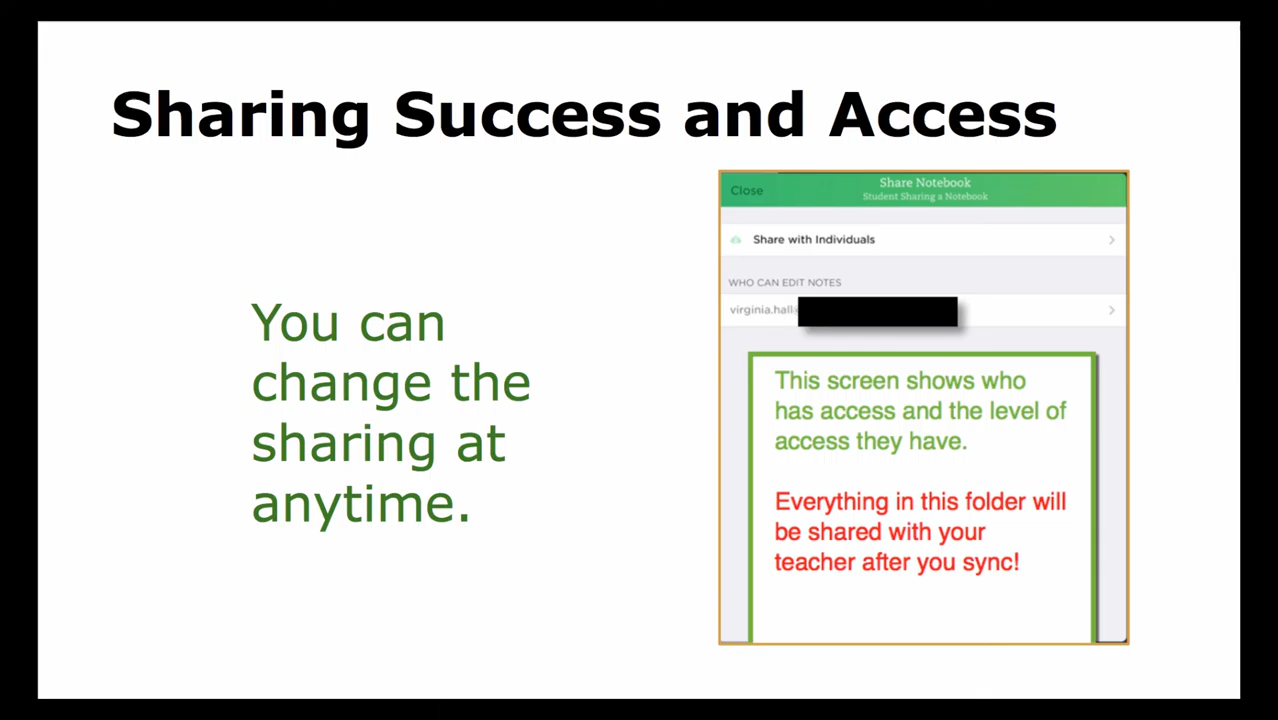 Sharing Success and Access
You can
change the
sharing at
anytime.
Close
Share Notebook
Student Sharing a Notebook
Share with Individuals
WHO CAN EDIT NOTES
virginia.hall@
This screen shows who
has access and the level of
access they have.
Everything in this folder will
be shared with your
teacher after you sync!